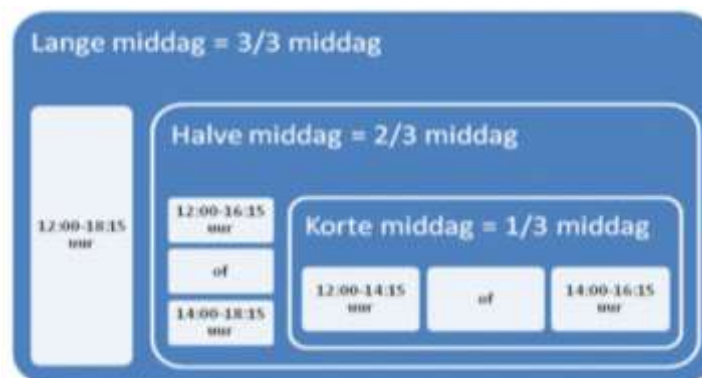 Lange middag = 3/3 middag
12:00-18:15
uur
Halve middag = 2/3 middag
12:00-16:15
uur
of
14:00-18:15
uur
Korte middag = 1/3 middag
12:00-14:15
uur
of
14:00-16:15
uur